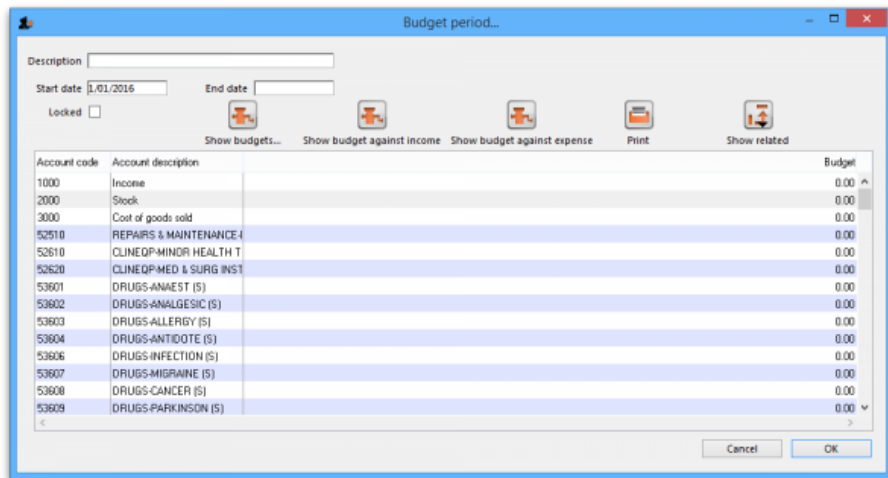 Budget period...
Description
Start date 1/01/2016 End date
Locked
Show budgets... Show budget against income Show budget against expense Print Show related
Account code Account description Budget
1000 Income 0.00
2000 Stock 0.00
3000 Cost of goods sold 0.00
52510 REPAIRS & MAINTENANCE- 0.00
52610 CLINEQP-MINOR HEALTH T 0.00
52620 CLINEQP-MED & SURG INST 0.00
53601 DRUGS-ANAEST (S) 0.00
53602 DRUGS-ANALGESIC (S) 0.00
53603 DRUGS-ALLERGY (S) 0.00
53604 DRUGS-ANTIDOTE (S) 0.00
53606 DRUGS-INFECTION (S) 0.00
53607 DRUGS-MIGRAINE (S) 0.00
53608 DRUGS-CANCER (S) 0.00
53609 DRUGS-PARKINSON (S) 0.00
Cancel OK